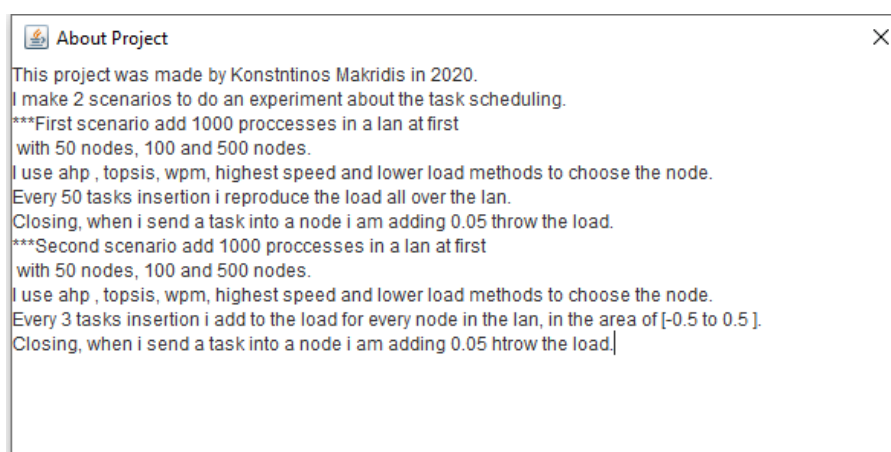 About Project
This project was made by Konstntinos Makridis in 2020.
I make 2 scenarios to do an experiment about the task scheduling.
***First scenario add 1000 proccesses in a lan at first
with 50 nodes, 100 and 500 nodes.
I use ahp , topsis, wpm, highest speed and lower load methods to choose the node.
Every 50 tasks insertion i reproduce the load all over the lan.
Closing, when i send a task into a node i am adding 0.05 throw the load.
***Second scenario add 1000 proccesses in a lan at first
with 50 nodes, 100 and 500 nodes.
I use ahp , topsis, wpm, highest speed and lower load methods to choose the node.
Every 3 tasks insertion i add to the load for every node in the lan, in the area of [-0.5 to 0.5 ].
Closing, when i send a task into a node i am adding 0.05 htrow the load.